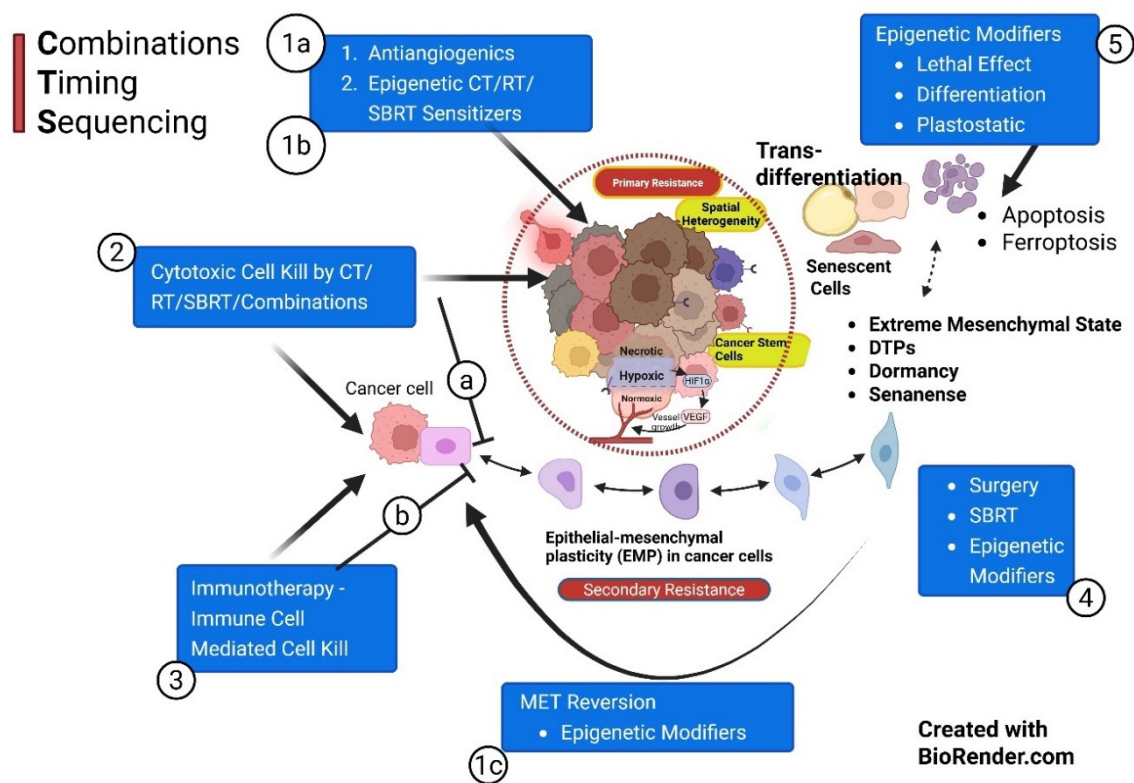 Combinations
Timing
Sequencing
1a
1b
1. Antiangiogenics
2. Epigenetic CT/RT/
SBRT Sensitizers
Epigenetic Modifiers
• Lethal Effect
• Differentiation
• Plastostatic
5
Primary Resistance
Spatial
Heterogeneity
Trans-
differentiation
Senescent
Cells
• Apoptosis
• Ferroptosis
2
Cytotoxic Cell Kill by CT/
RT/SBRT/Combinations
Cancer Stem
Cells
Necrotic
Hypoxic
HIF1α
Normoxic
Vessel
growth
VEGF
• Extreme Mesenchymal State
• DTPs
• Dormancy
• Senanense
a
Cancer cell
b
Epithelial-mesenchymal
plasticity (EMP) in cancer cells
Secondary Resistance
• Surgery
• SBRT
• Epigenetic
Modifiers
4
Immunotherapy -
Immune Cell
Mediated Cell Kill
3
MET Reversion
• Epigenetic Modifiers
1c
Created with
BioRender.com